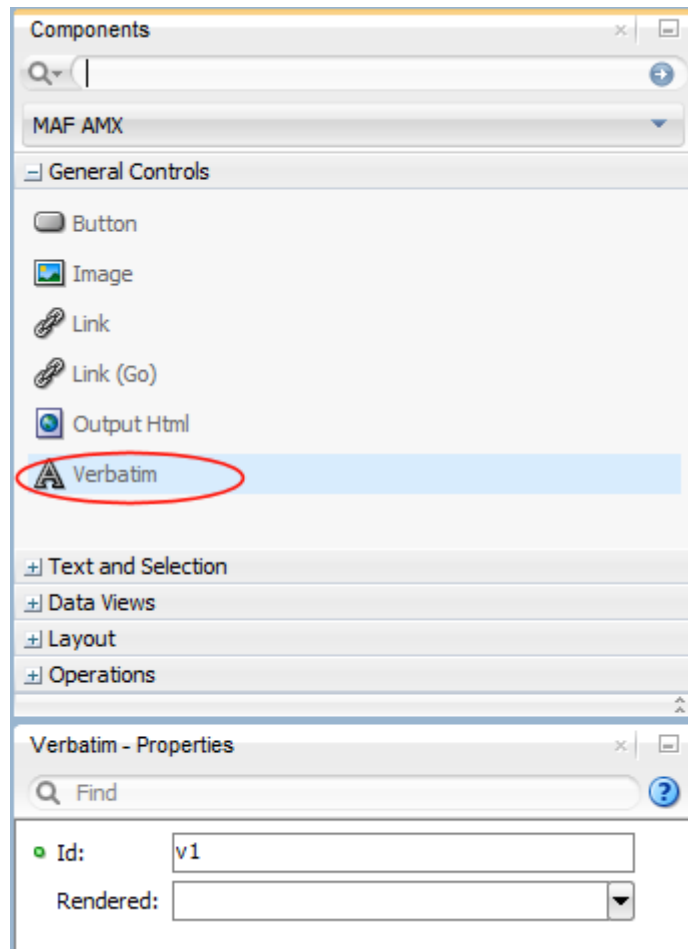 Components
MAF AMX
General Controls
Button
Image
Link
Link (Go)
Output Html
Verbatim
Text and Selection
Data Views
Layout
Operations
Verbatim - Properties
Find
Id: v1
Rendered: